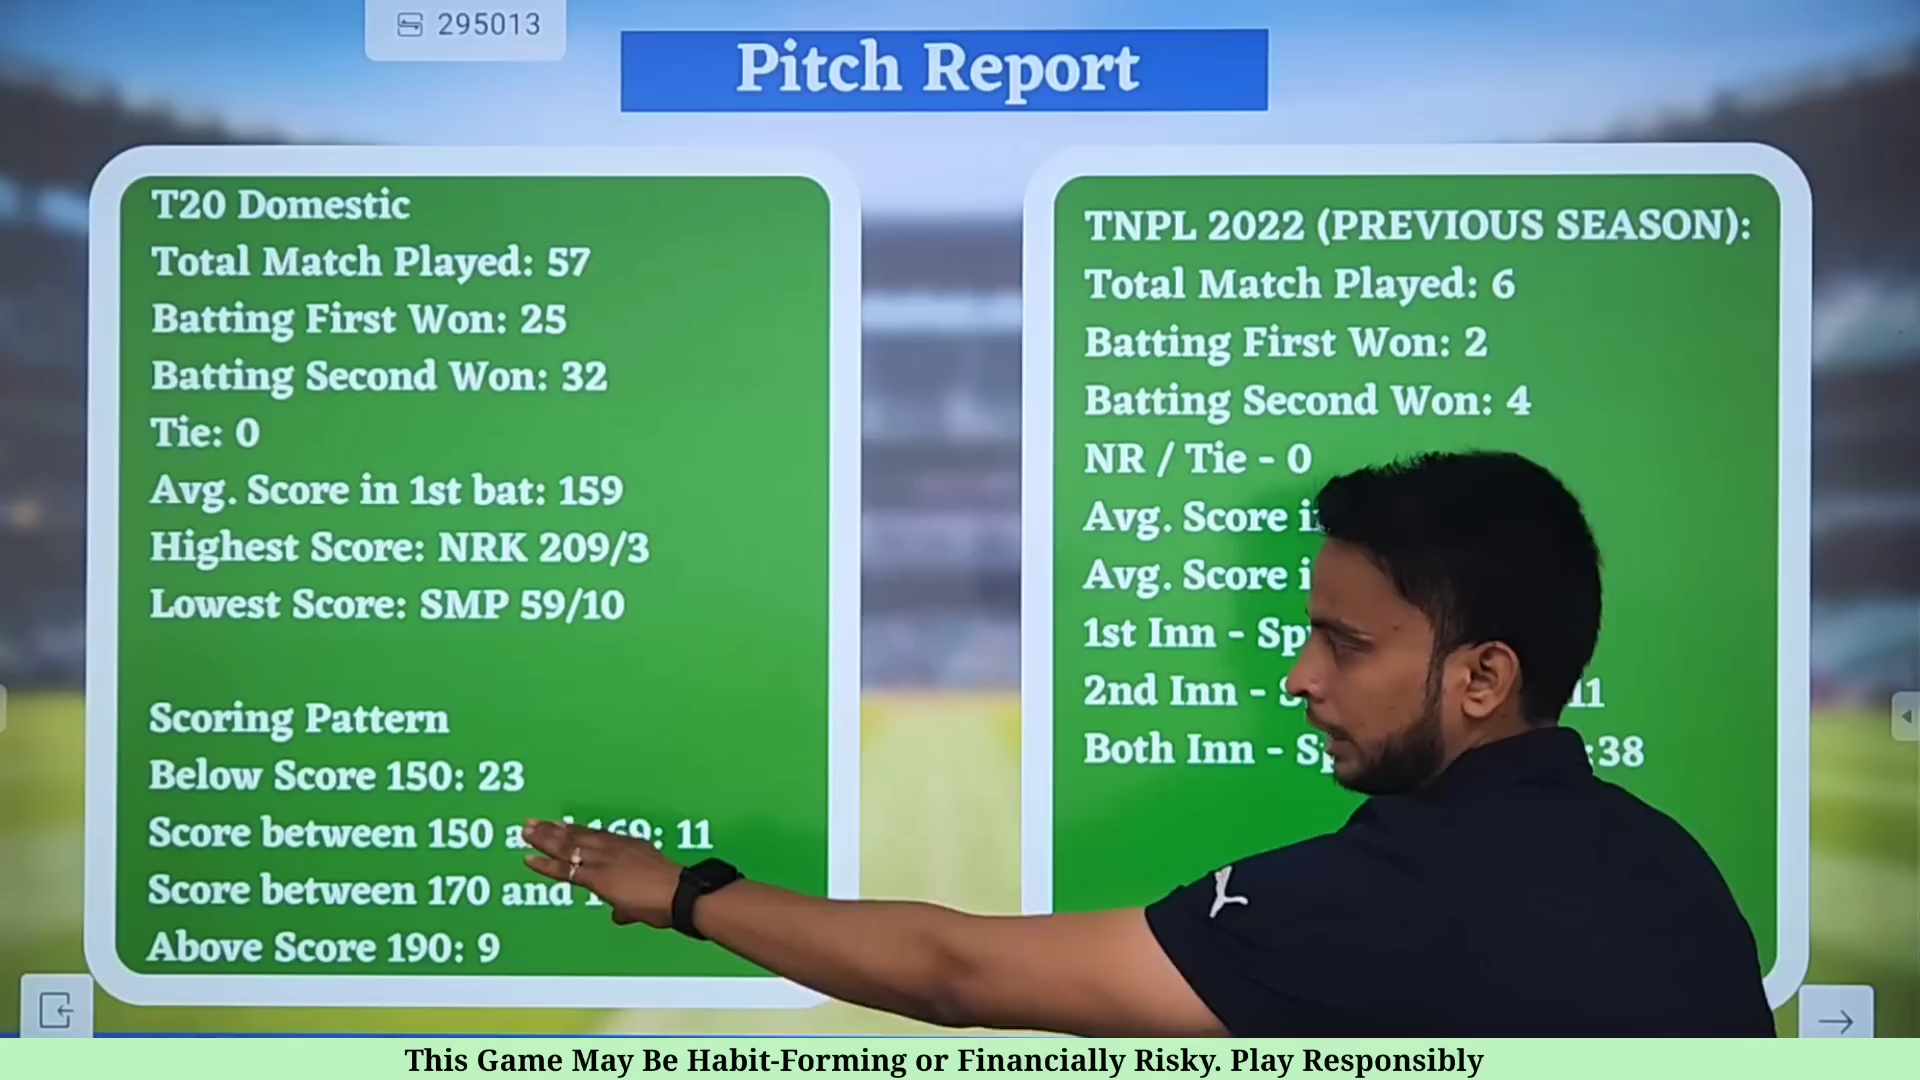 295013
Pitch Report
T20 Domestic
Total Match Played: 57
Batting First Won: 25
Batting Second Won: 32
Tie: 0
Avg. Score in 1st bat: 159
Highest Score: NRK 209/3
Lowest Score: SMP 59/10
Scoring Pattern
Below Score 150: 23
Score between 150 169: 11
Score between 170 and
Above Score 190: 9
TNPL 2022 (PREVIOUS SEASON):
Total Match Played: 6
Batting First Won: 2
Batting Second Won: 4
NR / Tie - 0
Avg. Score
Avg. Score
1st Inn -
2nd Inn - 11
Both Inn - :38
This Game May Be Habit-Forming or Financially Risky. Play Responsibly